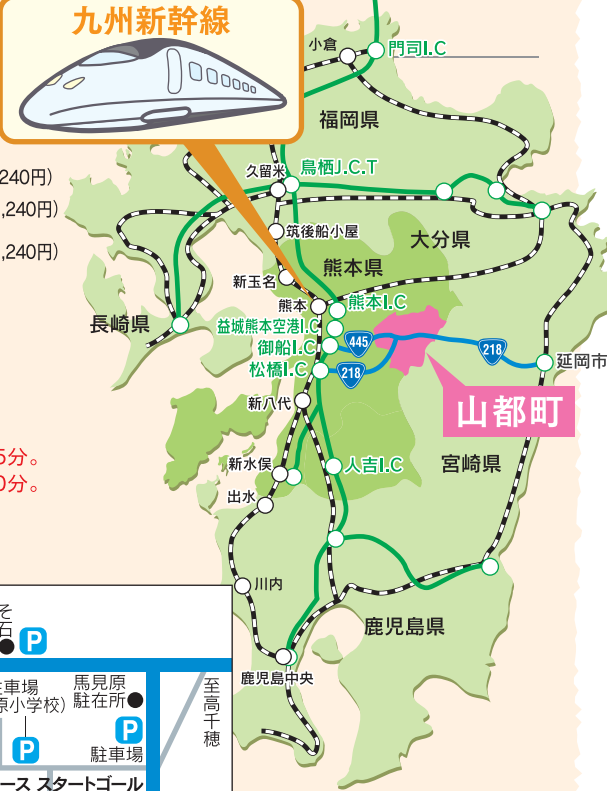 九州新幹線
小倉
門司I.C
福岡県
240円)
,240円)
,240円)
久留米
鳥栖J.C.T
筑後船小屋
大分県
熊本県
新玉名
熊本
熊本I.C
長崎県
益城熊本空港I.C
御船I.C
445
218
218
松橋I.C
延岡市
山都町
新八代
5分。
0分。
新水俣
人吉I.C
宮崎県
出水
川内
鹿児島県
鹿児島中央
そ
石
P
車場
原小学校)
P
馬見原
駐在所
P
駐車場
至高千穂
ース スタートゴール